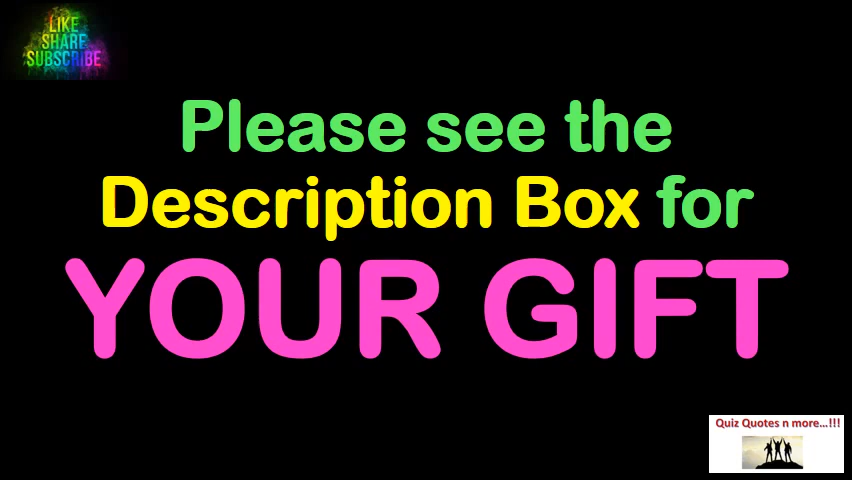 LIKE
SHARE
SUBSCRIBE
Please see the
Description Box for
YOUR GIFT
Quiz Quotes n more...!!!